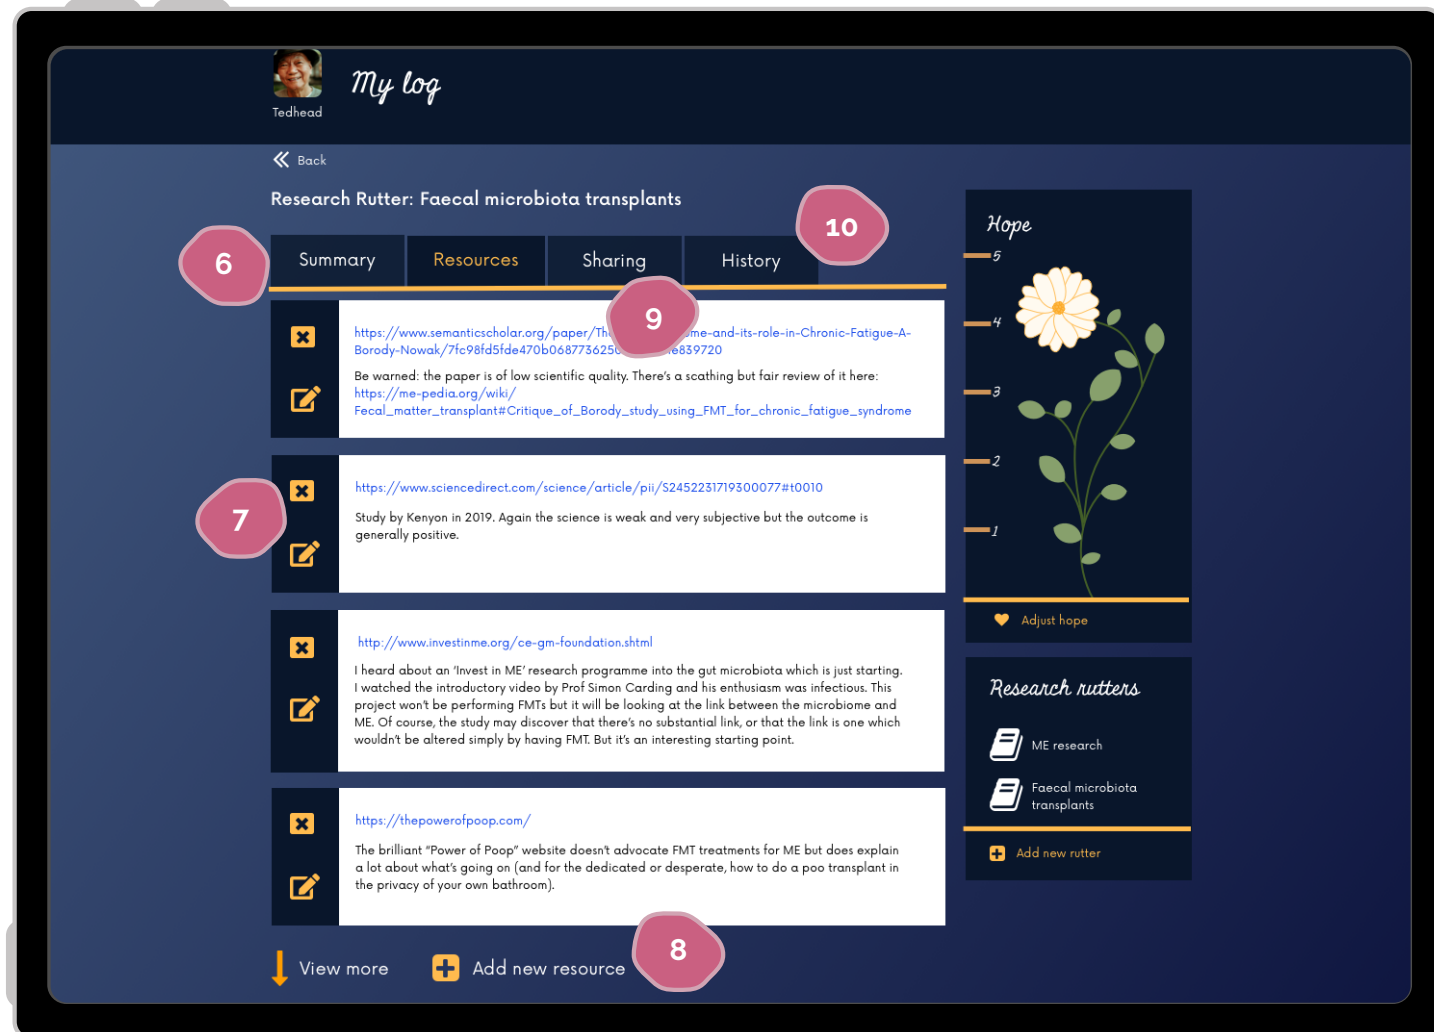 My log
Tedhead
Back
Research Rutter: Faecal microbiota transplants
6
Summary
Resources
Sharing
History
10
9
https://www.semanticscholar.org/paper/Th me-and-its-role-in-Chronic-Fatigue-A-
Borody-Nowak/7fc98fd5fde470b0687736250 e839720
Be warned: the paper is of low scientific quality. There's a scathing but fair review of it here:
https://me-pedia.org/wiki/
Fecal_matter_transplant#Critique_of_Borody_study_using_FMT_for_chronic_fatigue_syndrome
7
https://www.sciencedirect.com/science/article/pii/S2452231719300077#t0010
Study by Kenyon in 2019. Again the science is weak and very subjective but the outcome is
generally positive.
http://www.investinme.org/ce-gm-foundation.shtml
I heard about an 'Invest in ME' research programme into the gut microbiota which is just starting.
I watched the introductory video by Prof Simon Carding and his enthusiasm was infectious. This
project won't be performing FMTs but it will be looking at the link between the microbiome and
ME. Of course, the study may discover that there's no substantial link, or that the link is one which
wouldn't be altered simply by having FMT. But it's an interesting starting point.
https://thepowerofpoop.com/
The brilliant "Power of Poop" website doesn't advocate FMT treatments for ME but does explain
a lot about what's going on (and for the dedicated or desperate, how to do a poo transplant in
the privacy of your own bathroom).
8
View more
Add new resource
Hope
5
4
3
2
1
Adjust hope
Research rutters
ME research
Faecal microbiota
transplants
Add new rutter